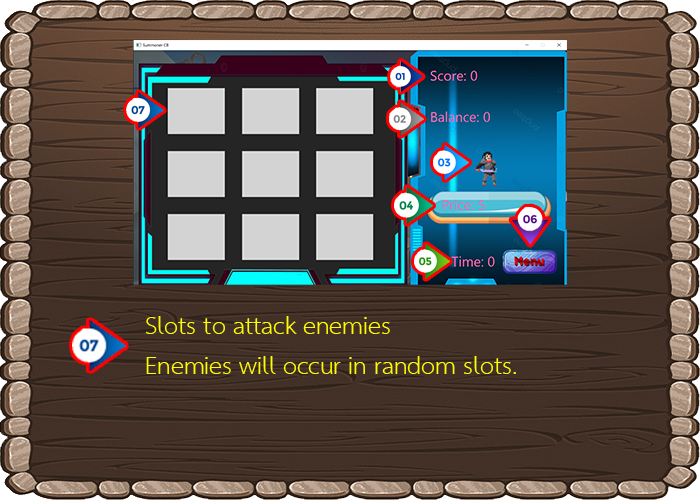 Summoner CB
07
01
Score: 0
02
Balance: 0
03
04
Price: 5
06
05
Time: 0
Menu
07
Slots to attack enemies
Enemies will occur in random slots.